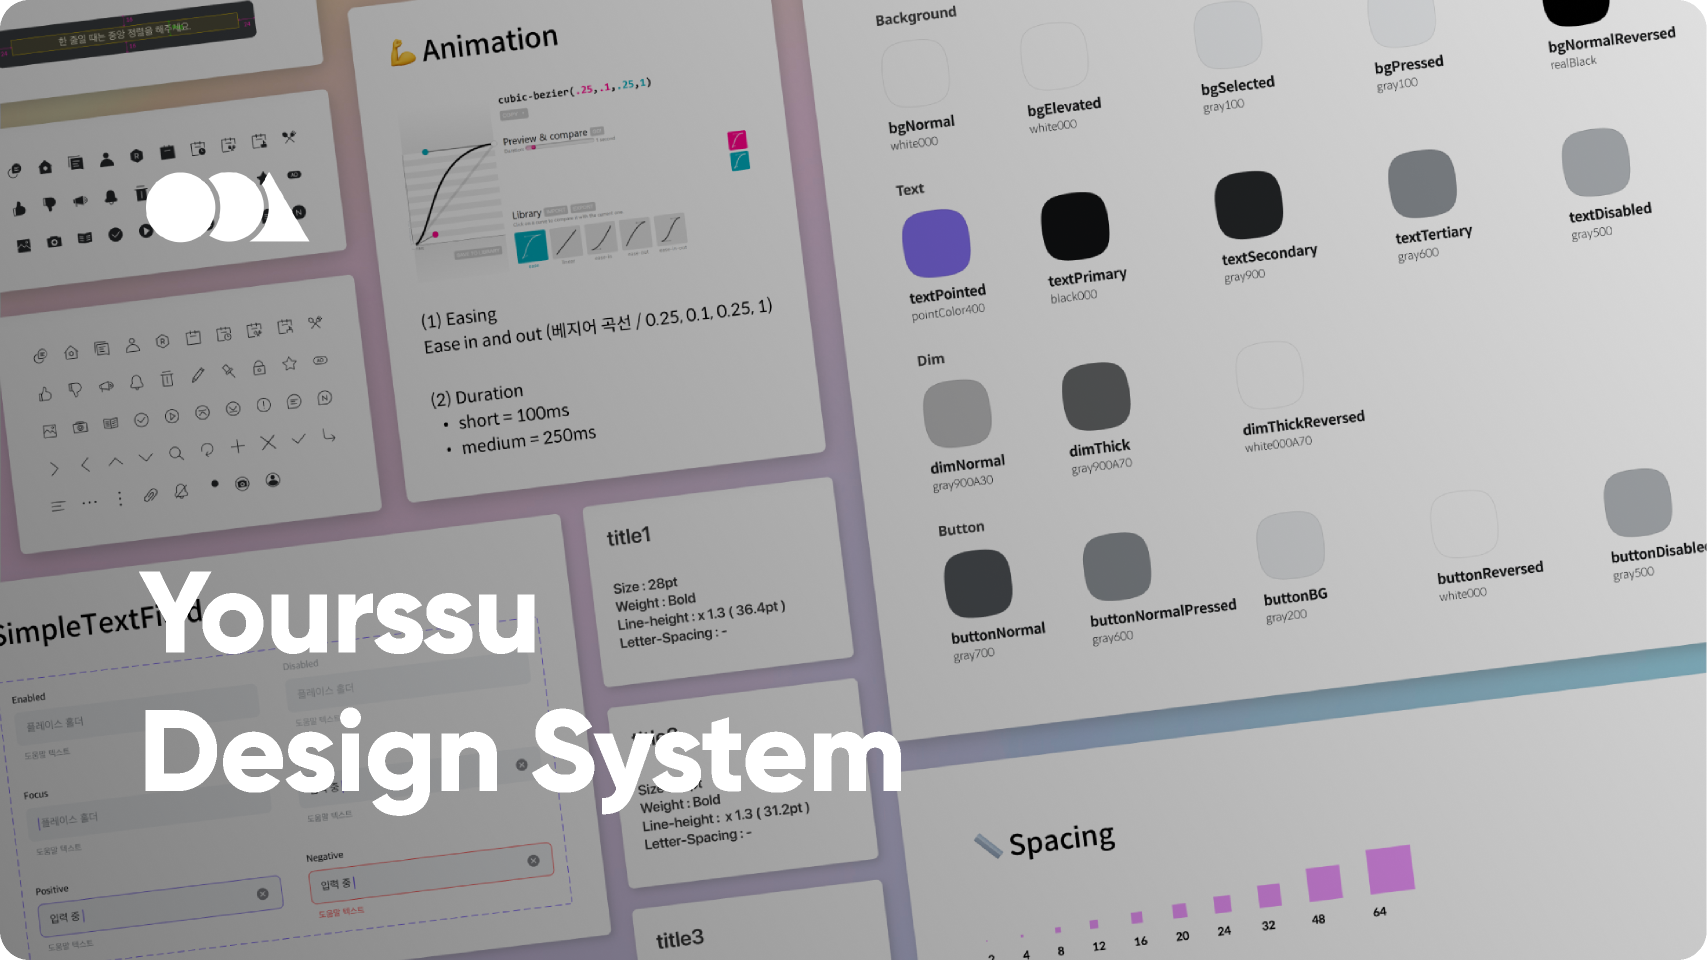 한 줄일 때는 중앙 정렬을 해주세요
💪 Animation
cubic-bezier(.25,.1,.25,1)
Preview & compare
Library
(1) Easing
Ease in and out (베지어 곡선 / 0.25, 0.1, 0.25, 1)
(2) Duration
• short = 100ms
• medium = 250ms
Background
bgNormal
white000
bgElevated
white000
bgSelected
gray100
bgPressed
gray100
bgNormalReversed
realBlack
Text
textPointed
pointColor400
textPrimary
black000
textSecondary
gray900
textTertiary
gray600
textDisabled
gray500
Dim
dimNormal
gray900A30
dimThick
gray900A70
dimThickReversed
white000A70
Button
buttonNormal
gray700
buttonNormalPressed
gray600
buttonBG
gray200
buttonReversed
white000
buttonDisable
gray500
Yourssu
Design System
SimpleTextField
Enabled
플레이스 홀더
도움말 텍스트
Disabled
플레이스 홀더
도움말 텍스트
Focus
플레이스 홀더
도움말 텍스트
도움말 텍스트
Positive
입력 중
도움말 텍스트
Negative
입력 중
도움말 텍스트
title1
Size : 28pt
Weight : Bold
Line-height : x 1.3 ( 36.4pt )
Letter-Spacing : -
Weight : Bold
Line-height : x 1.3 ( 31.2pt )
Letter-Spacing : -
title3
Spacing
2 4 8 12 16 20 24 32 48 64